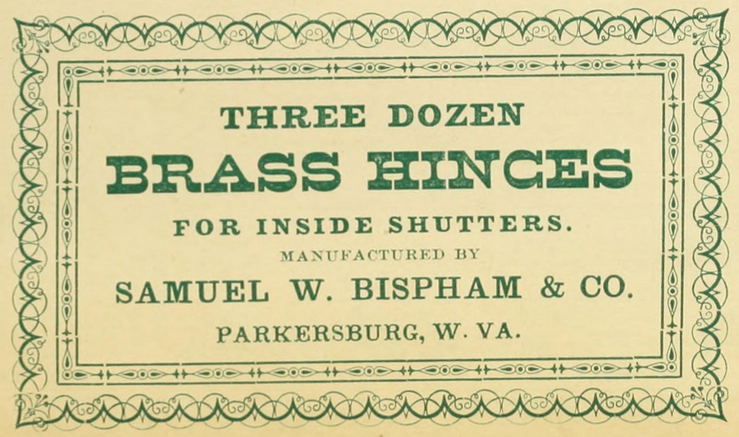 THREE DOZEN
BRASS HINGES
FOR INSIDE SHUTTERS.
MANUFACTURED BY
SAMUEL W. BISPHAM & CO.
PARKERSBURG, W. VA.